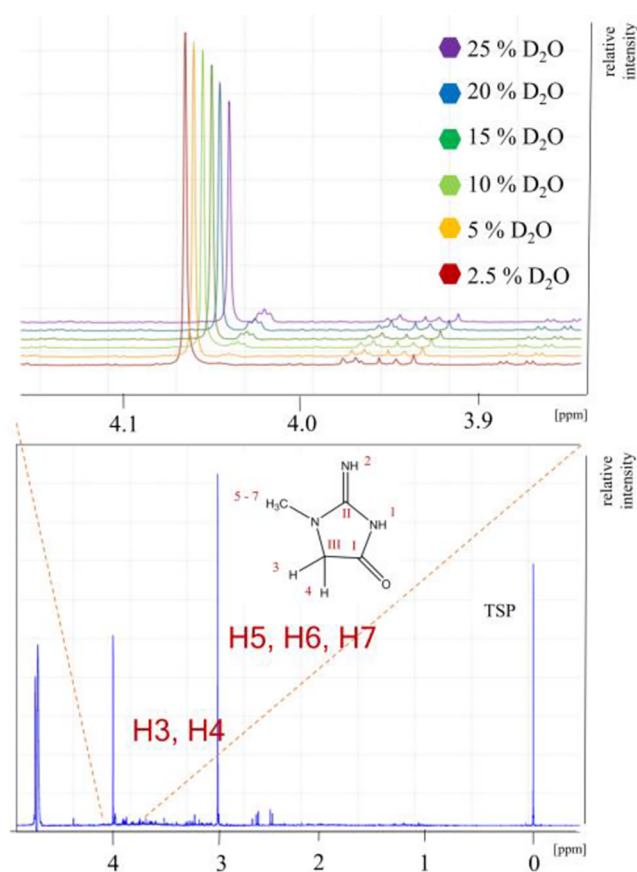 relative
intensity
25 % D₂O
20 % D₂O
15 % D₂O
10 % D₂O
5 % D₂O
2.5 % D₂O
4.1
4.0
3.9
[ppm]
relative
intensity
NH
2
5 - 7
H₃C
N
II
NH
1
III
I
3
H
4
H
O
TSP
H5, H6, H7
H3, H4
4
3
2
1
0
[ppm]